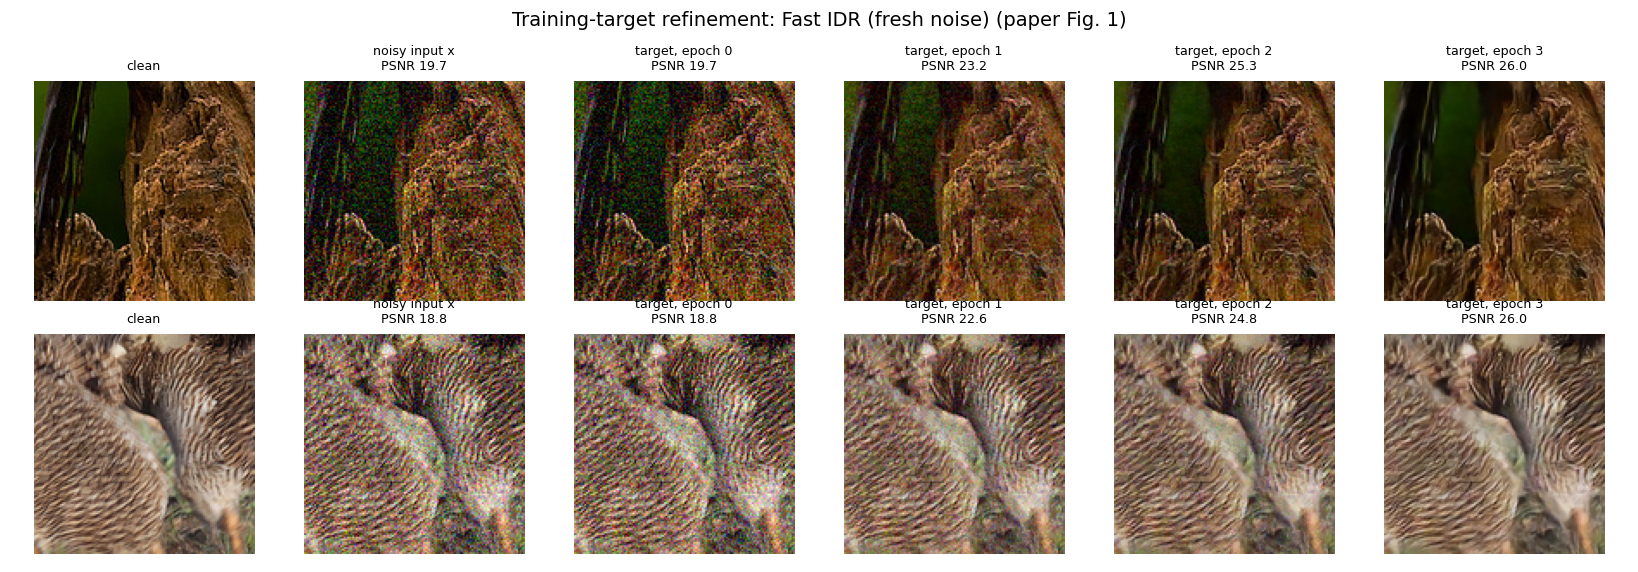 Training-target refinement: Fast IDR (fresh noise) (paper Fig. 1)
clean
noisy input x
PSNR 19.7
target, epoch 0
PSNR 19.7
target, epoch 1
PSNR 23.2
target, epoch 2
PSNR 25.3
target, epoch 3
PSNR 26.0
clean
noisy input x
PSNR 18.8
target, epoch 0
PSNR 18.8
target, epoch 1
PSNR 22.6
target, epoch 2
PSNR 24.8
target, epoch 3
PSNR 26.0